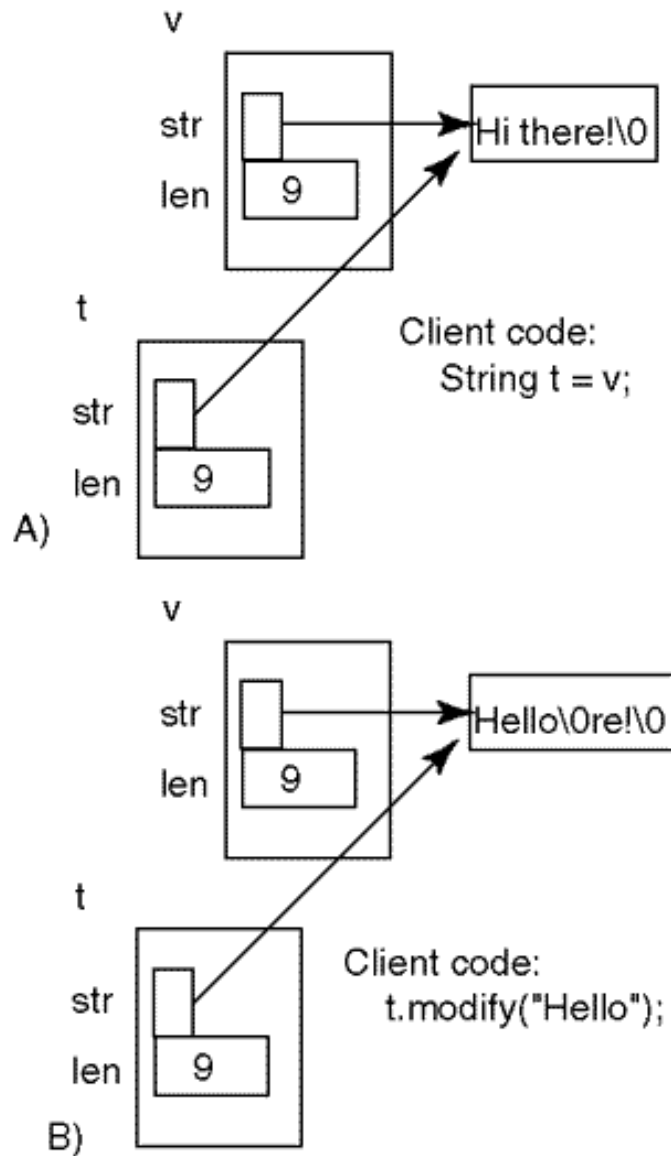 v
str
Hi there!\0
len
9
t
Client code:
String t = v;
str
len
9
A)
v
str
Hello\0re!\0
len
9
t
Client code:
t.modify("Hello");
str
len
9
B)